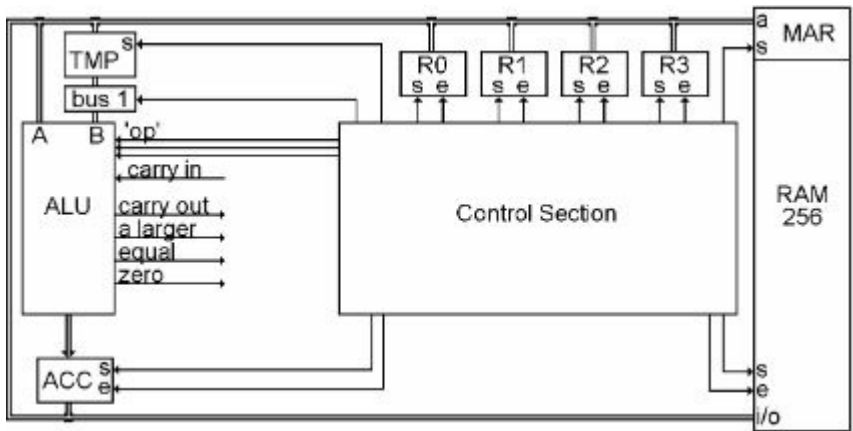 a
MAR
s
TMP s
R0
s e
R1
s e
R2
s e
R3
s e
bus 1
A B
'op'
carry in
ALU
carry out
a larger
equal
zero
Control Section
RAM
256
ACC s
e
s
e
i/o